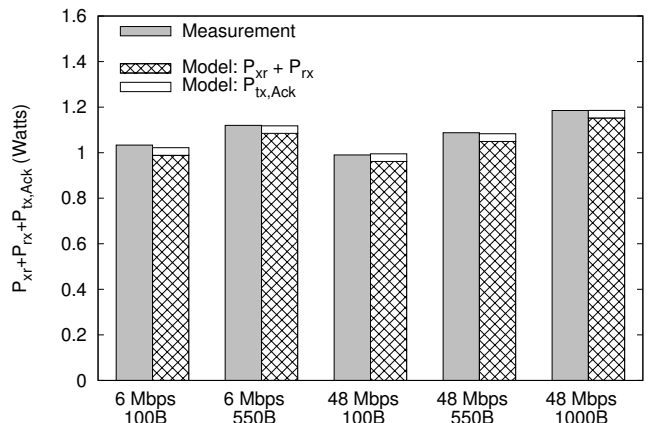 1.6
1.4
1.2
1
0.8
0.6
0.4
0.2
0
P_xr+P_rx+P_tx,Ack (Watts)
Measurement
Model: P_xr + P_rx
Model: P_tx,Ack
6 Mbps 6 Mbps 48 Mbps 48 Mbps 48 Mbps
100B 550B 100B 550B 1000B